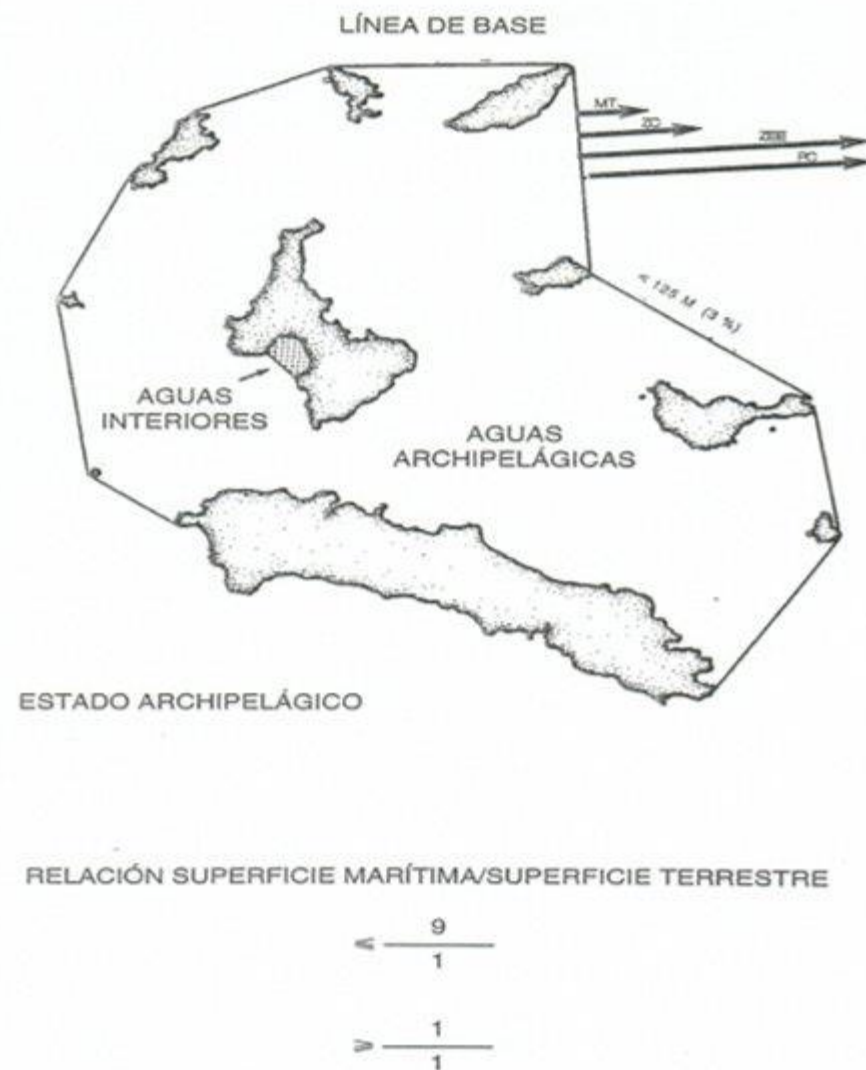 LÍNEA DE BASE
MT
ZC
ZEE
PC
< 125 M (3 %)
AGUAS
INTERIORES
AGUAS
ARCHIPELÁGICAS
ESTADO ARCHIPELÁGICO
RELACIÓN SUPERFICIE MARÍTIMA/SUPERFICIE TERRESTRE
≤ 9
1
≥ 1
1